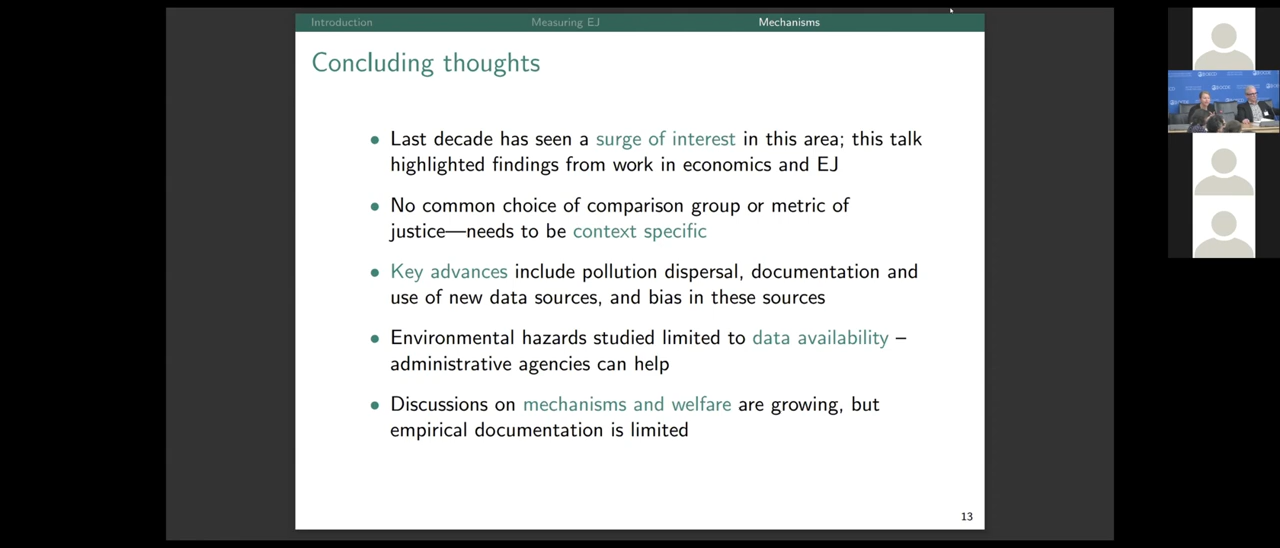 Introduction
Measuring EJ
Mechanisms
Concluding thoughts
• Last decade has seen a surge of interest in this area; this talk
highlighted findings from work in economics and EJ
• No common choice of comparison group or metric of
justice—needs to be context specific
• Key advances include pollution dispersal, documentation and
use of new data sources, and bias in these sources
• Environmental hazards studied limited to data availability –
administrative agencies can help
• Discussions on mechanisms and welfare are growing, but
empirical documentation is limited
13